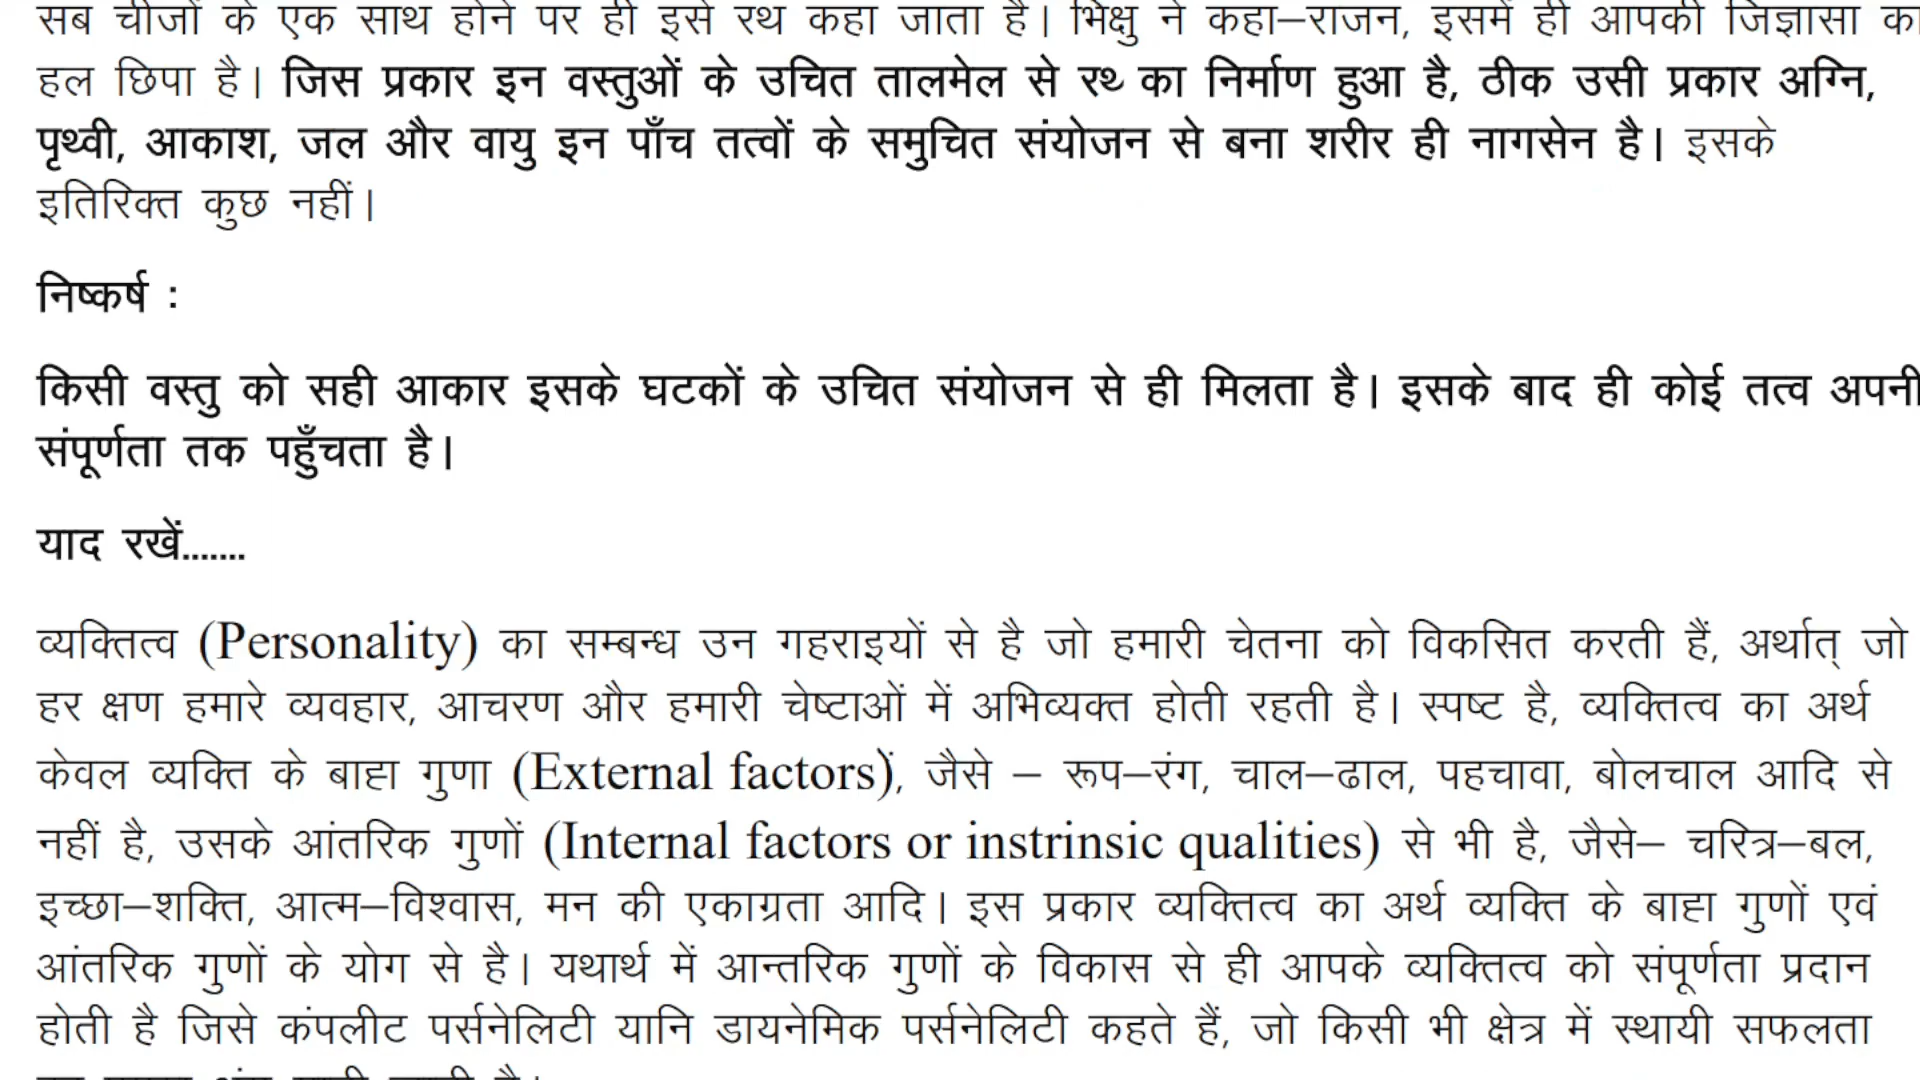 सब चीजों के एक साथ होने पर ही इसे रथ कहा जाता है। भिक्षु ने कहा–राजन, इसमें ही आपकी जिज्ञासा का
हल छिपा है। जिस प्रकार इन वस्तुओं के उचित तालमेल से रथ का निर्माण हुआ है, ठीक उसी प्रकार अग्नि,
पृथ्वी, आकाश, जल और वायु इन पाँच तत्वों के समुचित संयोजन से बना शरीर ही नागसेन है। इसके
इतिरिक्त कुछ नहीं।
निष्कर्ष :
किसी वस्तु को सही आकार इसके घटकों के उचित संयोजन से ही मिलता है। इसके बाद ही कोई तत्व अपनी
संपूर्णता तक पहुँचता है।
याद रखें.......
व्यक्तित्व (Personality) का सम्बन्ध उन गहराइयों से है जो हमारी चेतना को विकसित करती हैं, अर्थात् जो
हर क्षण हमारे व्यवहार, आचरण और हमारी चेष्टाओं में अभिव्यक्त होती रहती है। स्पष्ट है, व्यक्तित्व का अर्थ
केवल व्यक्ति के बाह्य गुणा (External factors)ें, जैसे – रूप–रंग, चाल–ढाल, पहचावा, बोलचाल आदि से
नहीं है, उसके आंतरिक गुणों (Internal factors or instrinsic qualities) से भी है, जैसे– चरित्र–बल,
इच्छा–शक्ति, आत्म–विश्वास, मन की एकाग्रता आदि। इस प्रकार व्यक्तित्व का अर्थ व्यक्ति के बाह्य गुणों एवं
आंतरिक गुणों के योग से है। यथार्थ में आन्तरिक गुणों के विकास से ही आपके व्यक्तित्व को संपूर्णता प्रदान
होती है जिसे कंपलीट पर्सनेलिटी यानि डायनेमिक पर्सनेलिटी कहते हैं, जो किसी भी क्षेत्र में स्थायी सफलता